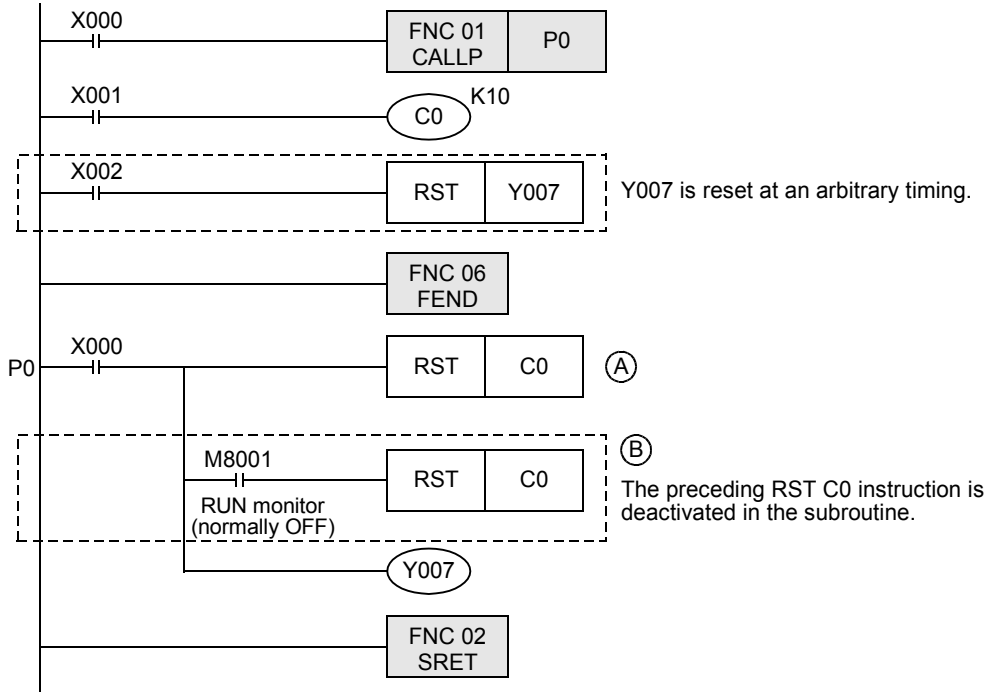 X000
FNC 01
CALLP
P0
X001
C0
K10
X002
RST
Y007
Y007 is reset at an arbitrary timing.
FNC 06
FEND
P0
X000
RST
C0
A
B
M8001
RST
C0
RUN monitor
(normally OFF)
The preceding RST C0 instruction is
deactivated in the subroutine.
Y007
FNC 02
SRET